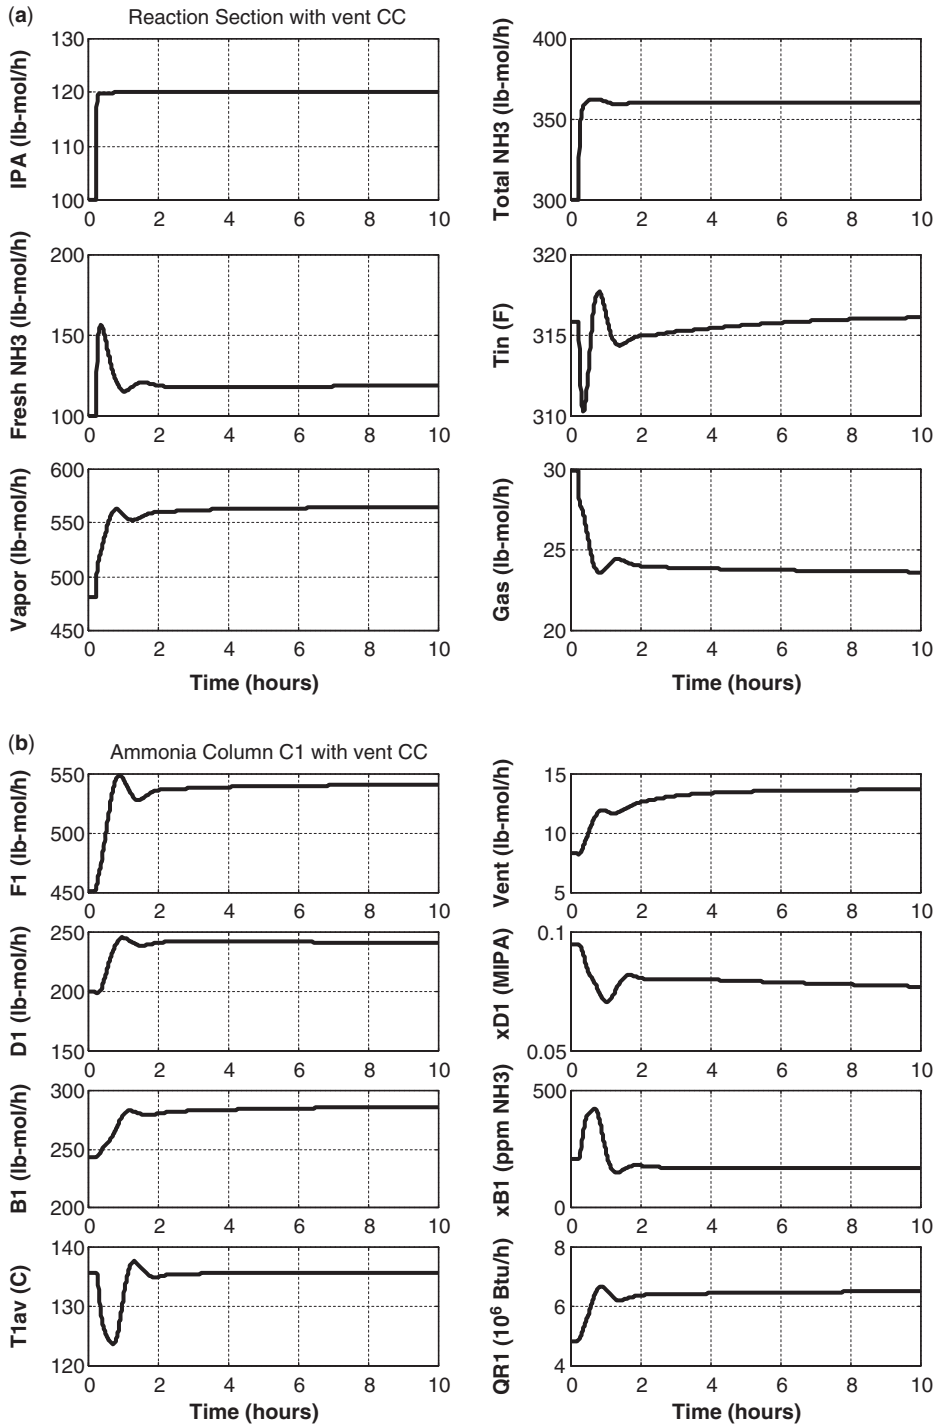 (a)
Reaction Section with vent CC
IPA (lb-mol/h)
130
120
110
100
0 2 4 6 8 10
Total NH3 (lb-mol/h)
400
350
300
0 2 4 6 8 10
Fresh NH3 (lb-mol/h)
200
150
100
0 2 4 6 8 10
Tin (F)
320
315
310
0 2 4 6 8 10
Vapor (lb-mol/h)
600
550
500
450
0 2 4 6 8 10
Time (hours)
Gas (lb-mol/h)
30
25
20
0 2 4 6 8 10
Time (hours)
(b)
Ammonia Column C1 with vent CC
F1 (lb-mol/h)
550
500
450
0 2 4 6 8 10
Vent (lb-mol/h)
15
10
5
0 2 4 6 8 10
D1 (lb-mol/h)
250
200
150
0 2 4 6 8 10
xD1 (MIPA)
0.1
0.05
0 2 4 6 8 10
B1 (lb-mol/h)
300
250
200
0 2 4 6 8 10
xB1 (ppm NH3)
500
0
0 2 4 6 8 10
T1av (C)
140
130
120
0 2 4 6 8 10
Time (hours)
QR1 (10⁶ Btu/h)
8
6
4
0 2 4 6 8 10
Time (hours)